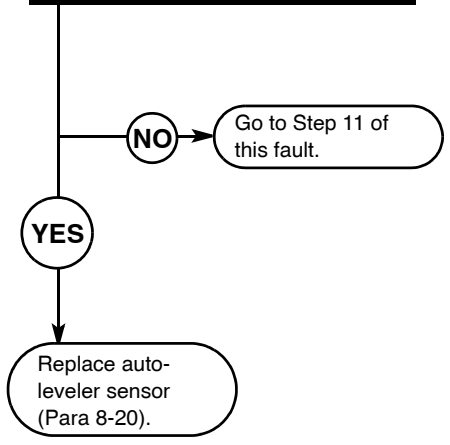 NO
Go to Step 11 of
this fault.
YES
Replace auto-
leveler sensor
(Para 8-20).